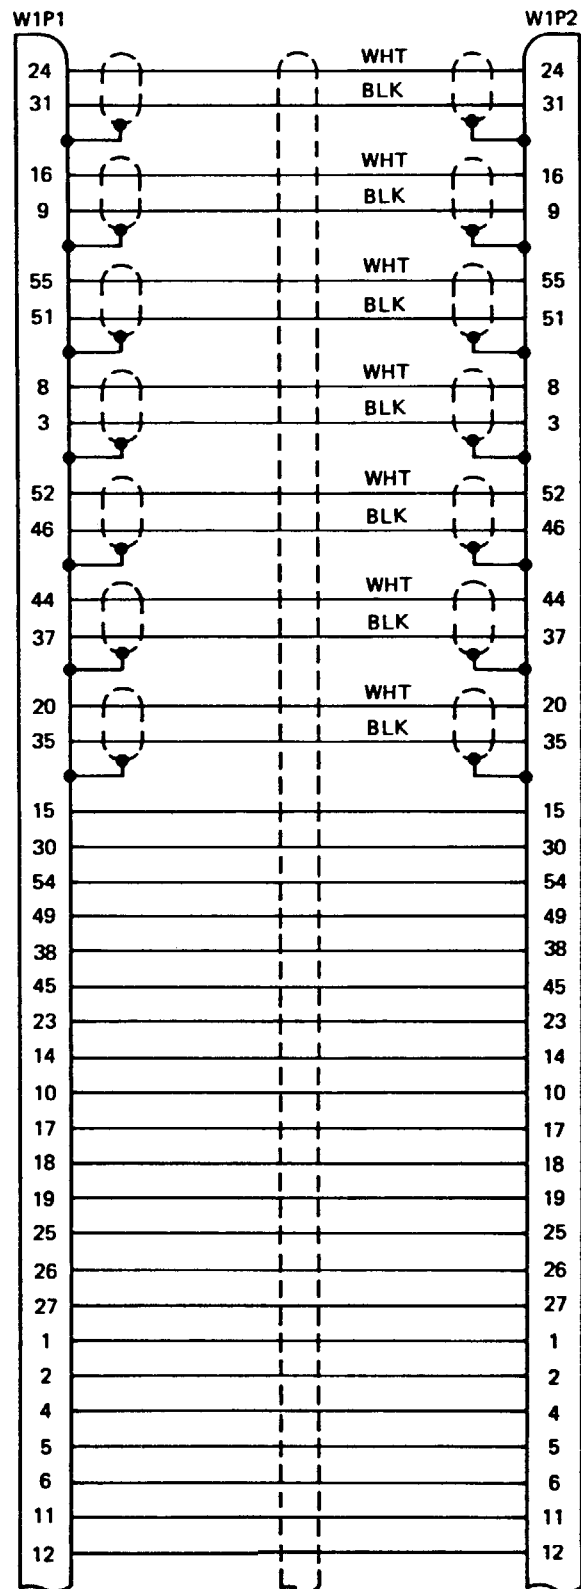 W1P1 W1P2
24 WHT 24
31 BLK 31
16 WHT 16
9 BLK 9
55 WHT 55
51 BLK 51
8 WHT 8
3 BLK 3
52 WHT 52
46 BLK 46
44 WHT 44
37 BLK 37
20 WHT 20
35 BLK 35
15 15
30 30
54 54
49 49
38 38
45 45
23 23
14 14
10 10
17 17
18 18
19 19
25 25
26 26
27 27
1 1
2 2
4 4
5 5
6 6
11 11
12 12